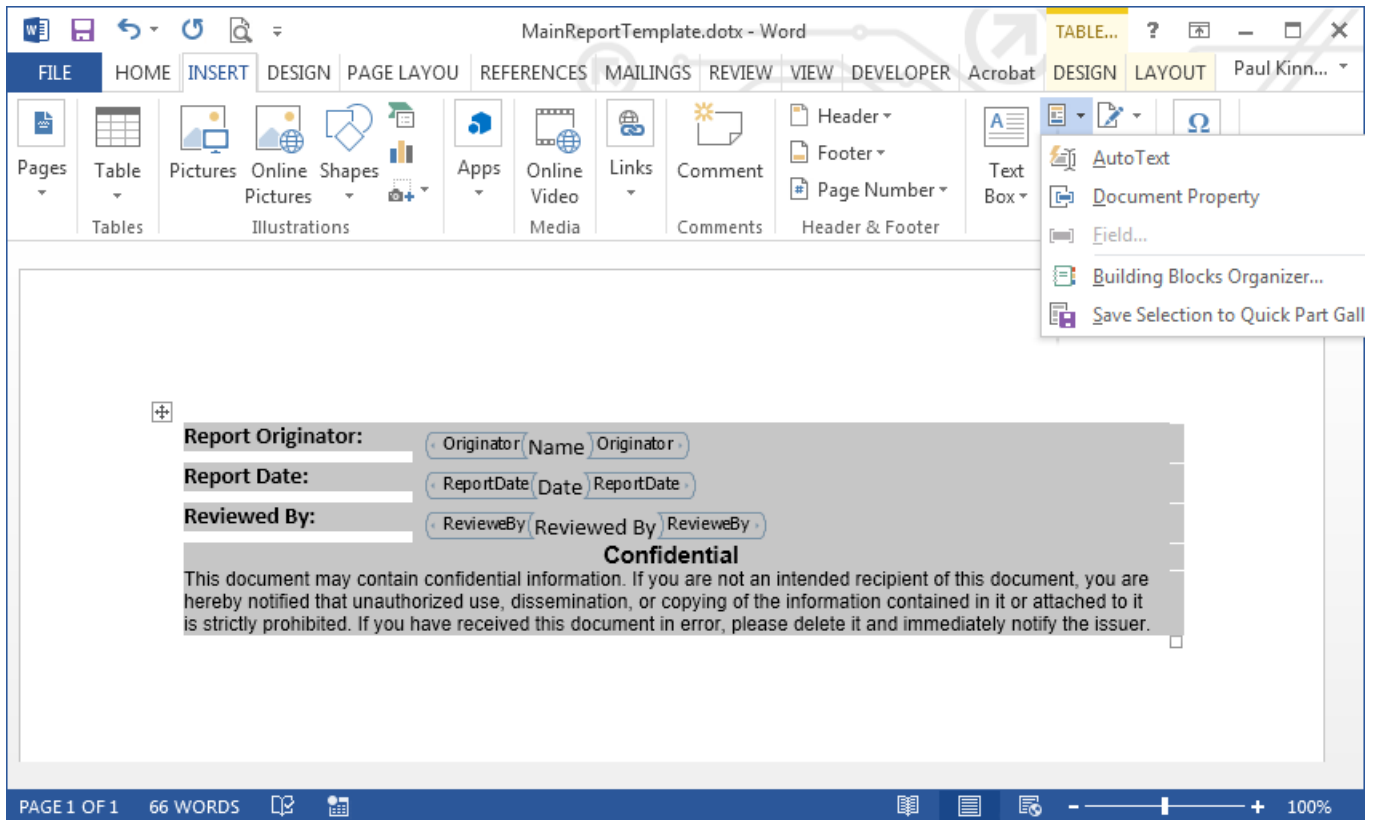 MainReportTemplate.dotx - Word
TABLE... ?
FILE HOME INSERT DESIGN PAGE LAYOU REFERENCES MAILINGS REVIEW VIEW DEVELOPER Acrobat DESIGN LAYOUT Paul Kinn...
Pages
Table
Pictures
Online Pictures
Shapes
Apps
Online Video
Links
Comment
Header
Footer
Page Number
Text Box
Tables
Illustrations
Media
Comments
Header & Footer
AutoText
Document Property
Field...
Building Blocks Organizer...
Save Selection to Quick Part Gall
Report Originator: Originator Name Originator
Report Date: ReportDate Date ReportDate
Reviewed By: RevieweBy Reviewed By RevieweBy
Confidential
This document may contain confidential information. If you are not an intended recipient of this document, you are
hereby notified that unauthorized use, dissemination, or copying of the information contained in it or attached to it
is strictly prohibited. If you have received this document in error, please delete it and immediately notify the issuer.
PAGE 1 OF 1 66 WORDS 100%